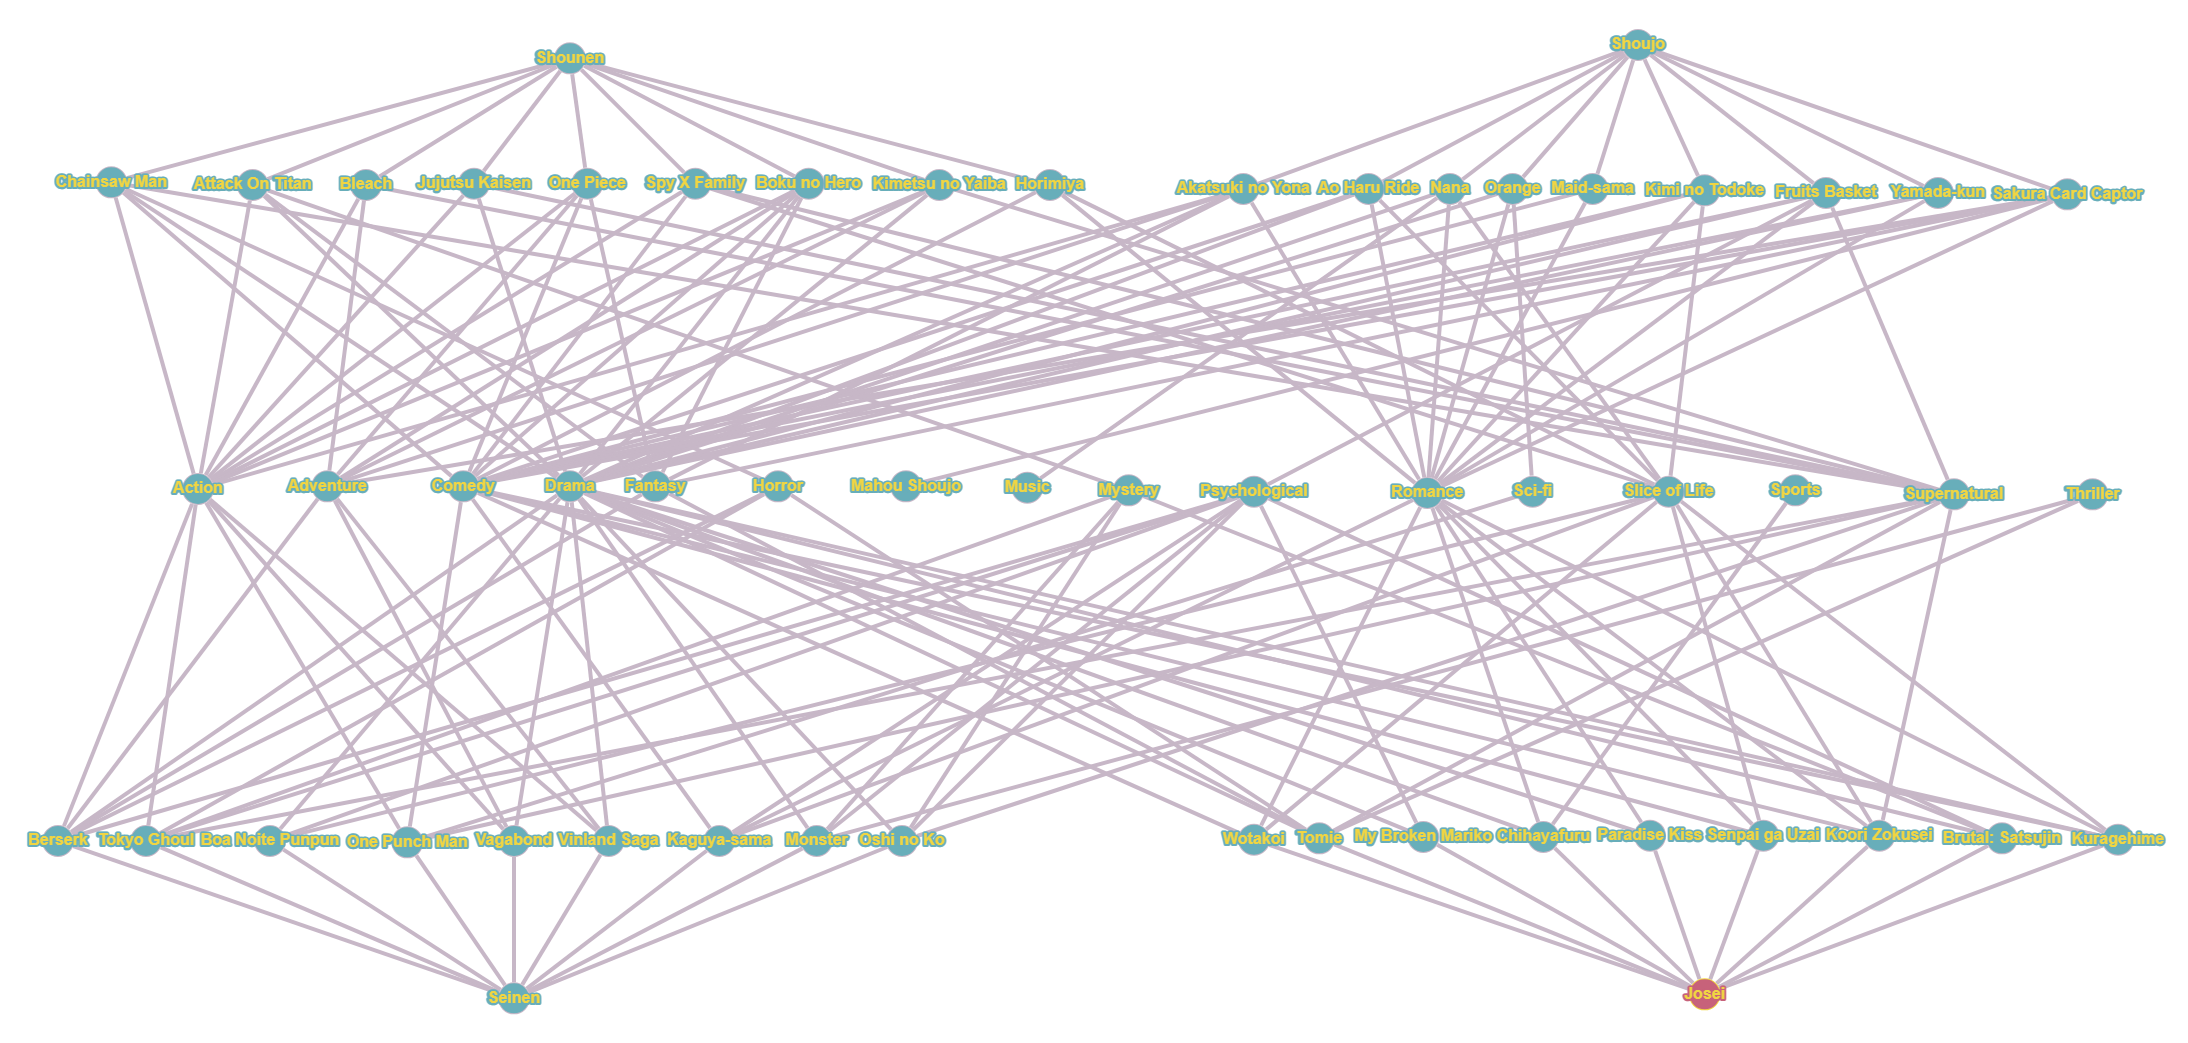 Shounen
Shoujo
Chainsaw Man
Attack On Titan
Bleach
Jujutsu Kaisen
One Piece
Spy X Family
Boku no Hero
Kimetsu no Yaiba
Horimiya
Akatsuki no Yona
Ao Haru Ride
Nana
Orange
Maid-sama
Kimi no Todoke
Fruits Basket
Yamada-kun
Sakura Card Captor
Action
Adventure
Comedy
Drama
Fantasy
Horror
Mahou Shoujo
Music
Mystery
Psychological
Romance
Sci-fi
Slice of Life
Sports
Supernatural
Thriller
Berserk
Tokyo Ghoul
Boa Noite Punpun
One Punch Man
Vagabond
Vinland Saga
Kaguya-sama
Monster
Oshi no Ko
Wotakoi
Tomie
My Broken Mariko
Chihayafuru
Paradise Kiss
Senpai ga Uzai
Koori Zokusei
Brutal: Satsujin
Kuragehime
Seinen
Josei